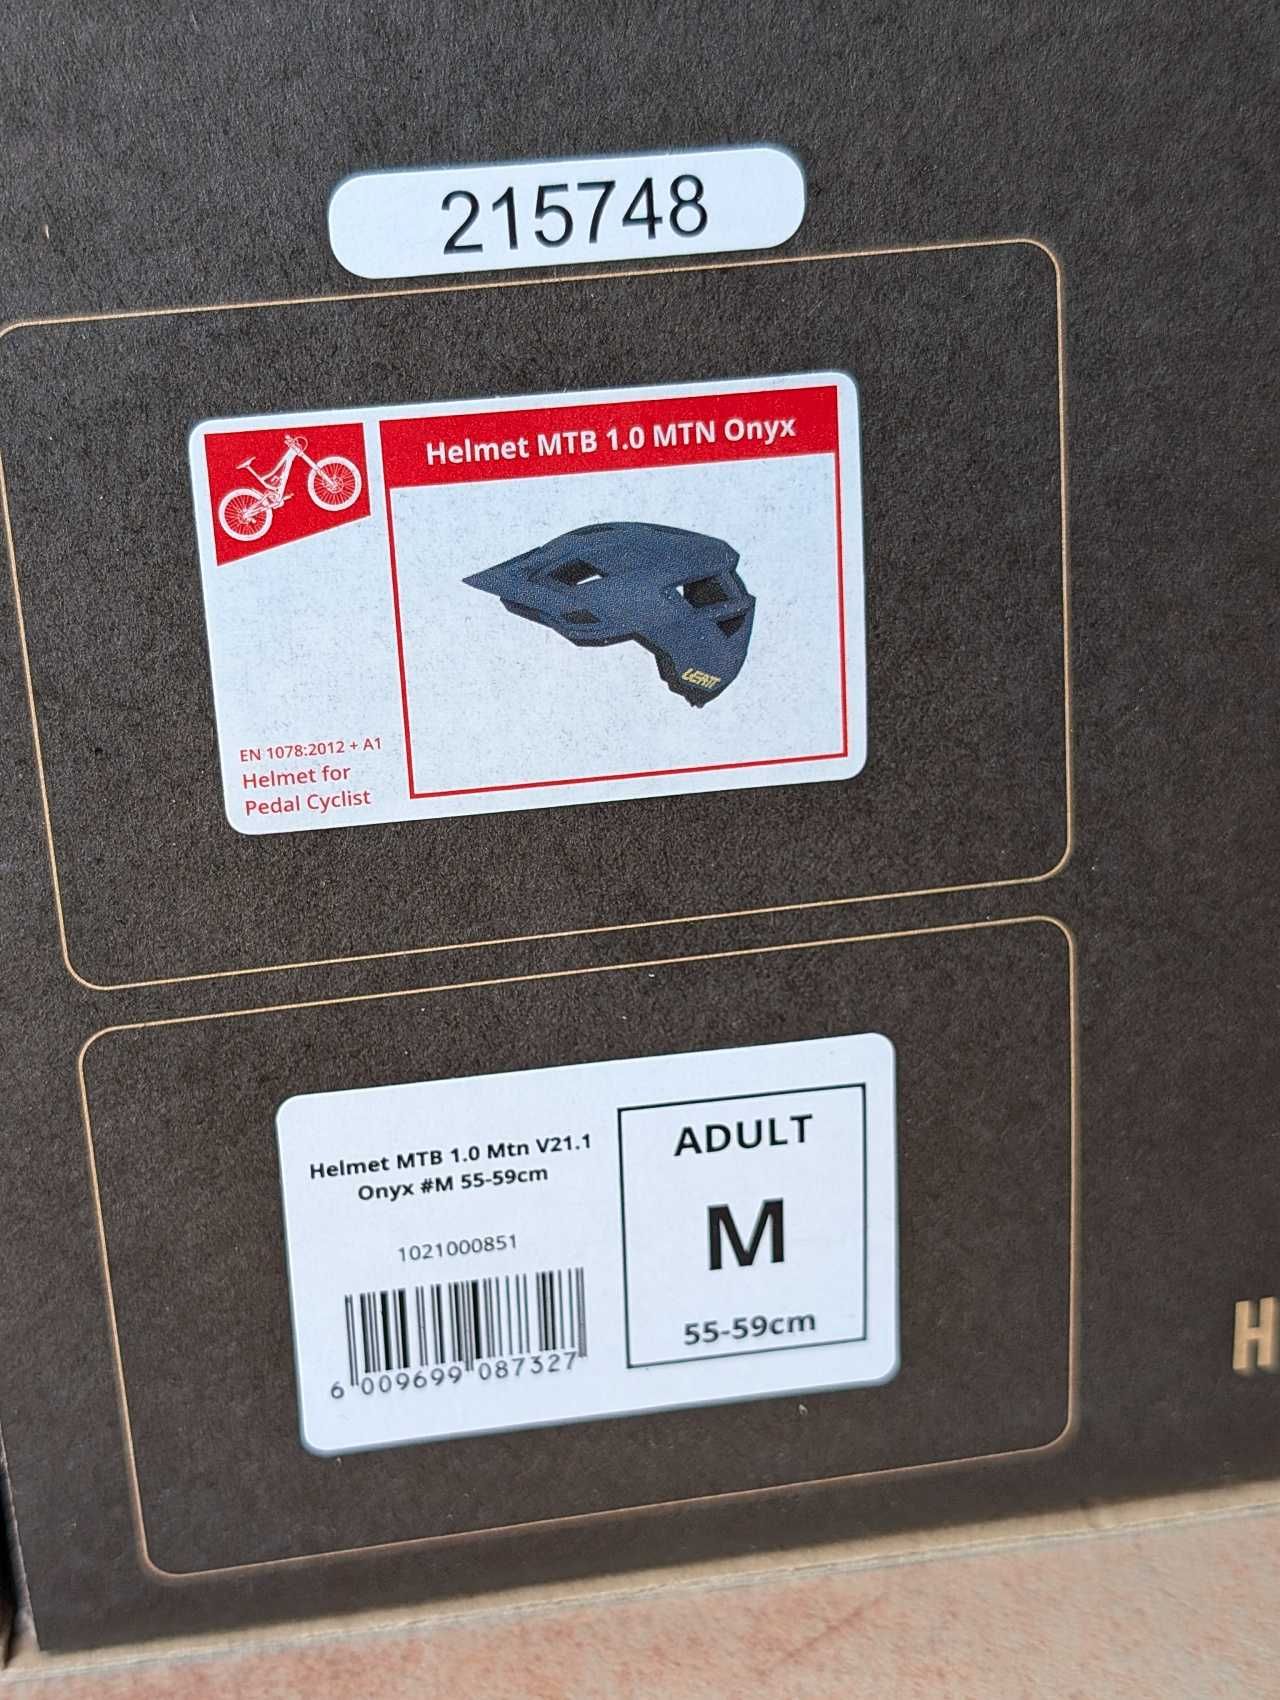 215748
Helmet MTB 1.0 MTN Onyx
LEATT
EN 1078:2012 + A1
Helmet for
Pedal Cyclist
Helmet MTB 1.0 Mtn V21.1
Onyx #M 55-59cm
1021000851
6 009699 087327
ADULT
M
55-59cm
H